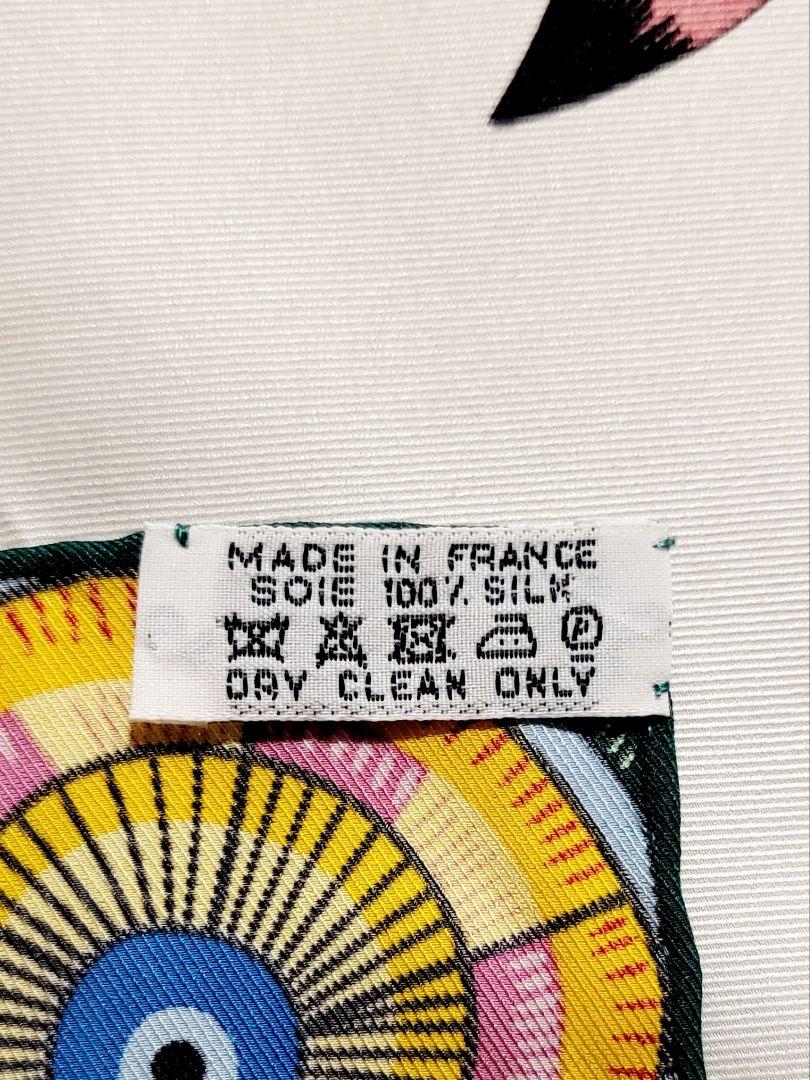 MADE IN FRANCE
SOIE 100% SILK
P
DRY CLEAN ONLY